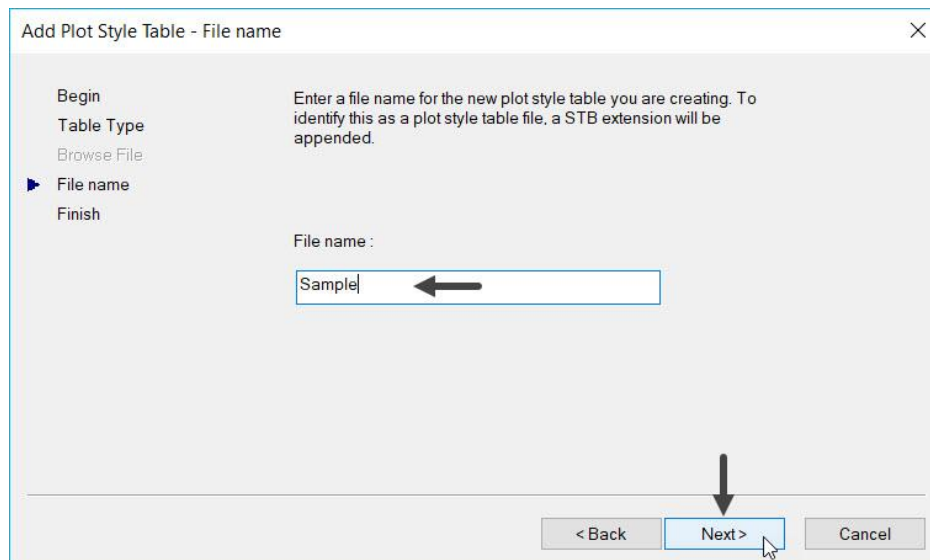 Add Plot Style Table - File name
Begin
Table Type
Browse File
File name
Finish
Enter a file name for the new plot style table you are creating. To
identify this as a plot style table file, a STB extension will be
appended.
File name :
Sample
< Back
Next >
Cancel